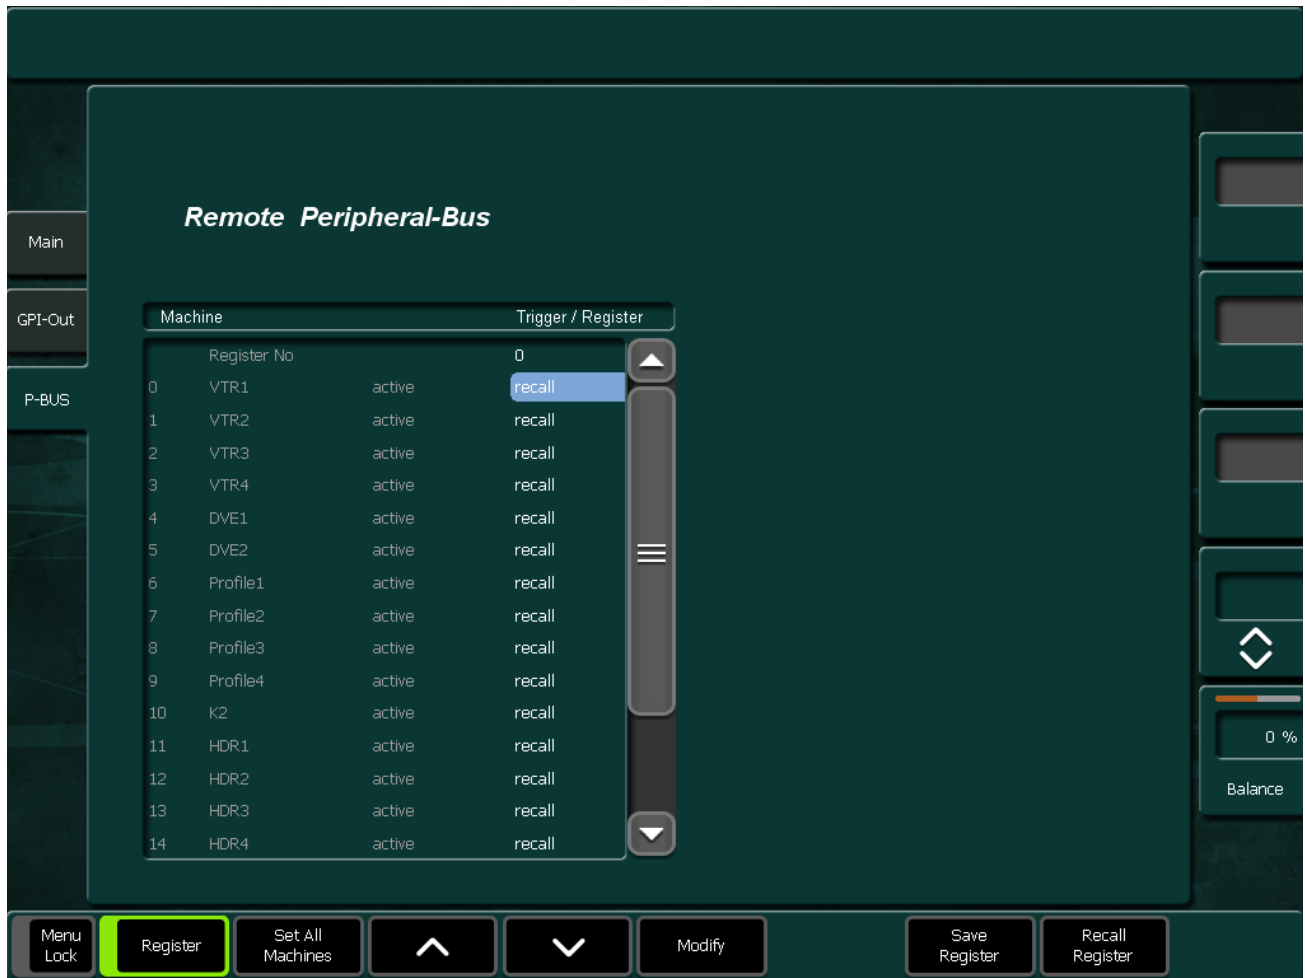 Remote Peripheral-Bus
Main
GPI-Out
P-BUS
Machine Trigger / Register
Register No 0
0 VTR1 active recall
1 VTR2 active recall
2 VTR3 active recall
3 VTR4 active recall
4 DVE1 active recall
5 DVE2 active recall
6 Profile1 active recall
7 Profile2 active recall
8 Profile3 active recall
9 Profile4 active recall
10 K2 active recall
11 HDR1 active recall
12 HDR2 active recall
13 HDR3 active recall
14 HDR4 active recall
0 %
Balance
Menu
Lock
Register
Set All
Machines
Modify
Save
Register
Recall
Register